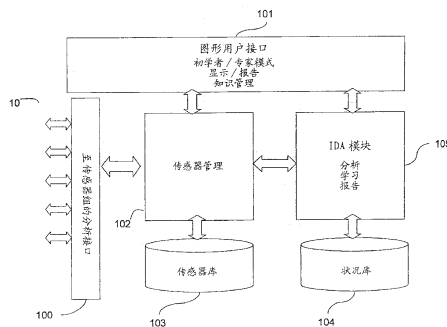 101
图形用户接口
初学者/专家模式
显示/报告
知识管理
10
至传感器组的分析接口
传感器管理
IDA 模块
分析
学习
报告
105
102
传感器库
状况库
100
103
104